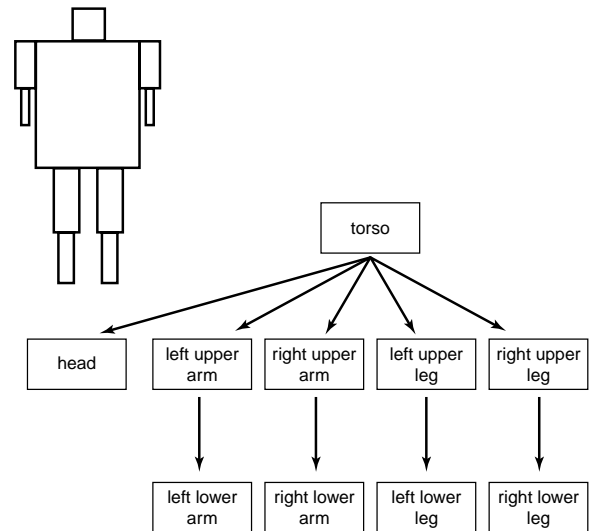 torso
head
left upper
arm
right upper
arm
left upper
leg
right upper
leg
left lower
arm
right lower
arm
left lower
leg
right lower
leg